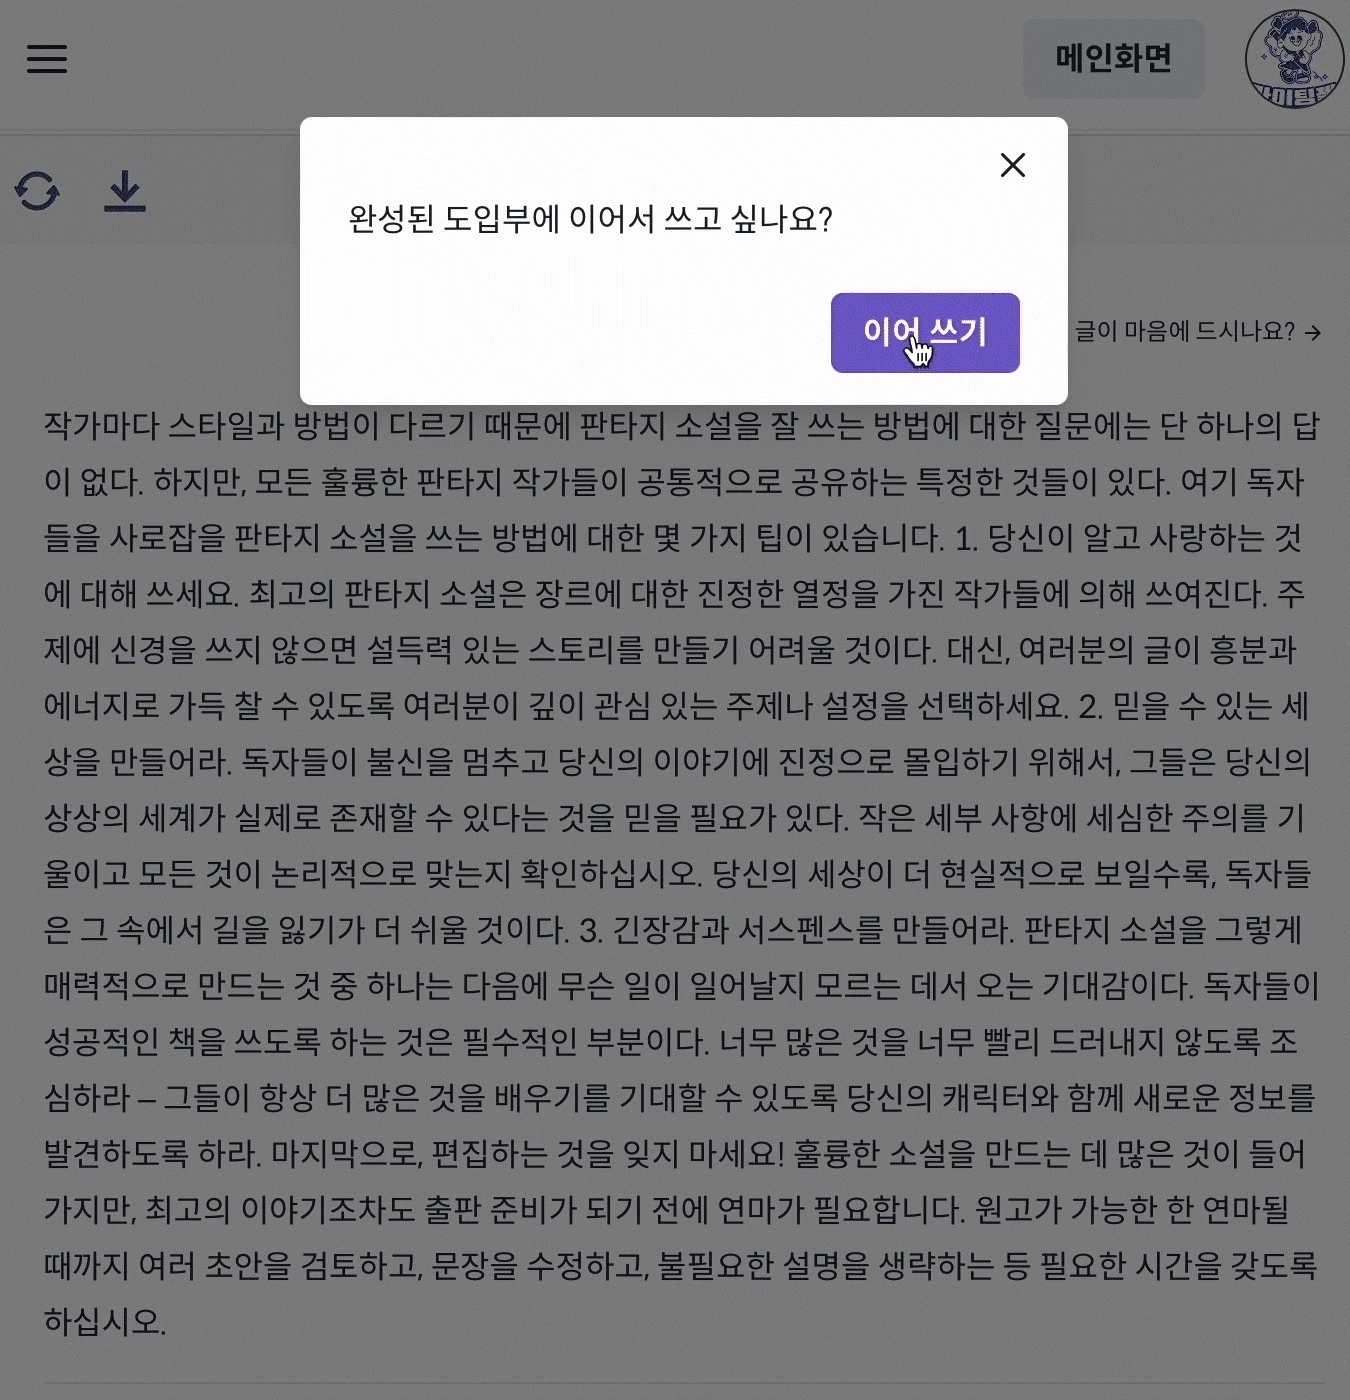 메인화면
완성된 도입부에 이어서 쓰고 싶나요?
이어 쓰기
글이 마음에 드시나요? →
작가마다 스타일과 방법이 다르기 때문에 판타지 소설을 잘 쓰는 방법에 대한 질문에는 단 하나의 답
이 없다. 하지만, 모든 훌륭한 판타지 작가들이 공통적으로 공유하는 특정한 것들이 있다. 여기 독자
들을 사로잡을 판타지 소설을 쓰는 방법에 대한 몇 가지 팁이 있습니다. 1. 당신이 알고 사랑하는 것
에 대해 쓰세요. 최고의 판타지 소설은 장르에 대한 진정한 열정을 가진 작가들에 의해 쓰여진다. 주
제에 신경을 쓰지 않으면 설득력 있는 스토리를 만들기 어려울 것이다. 대신, 여러분의 글이 흥분과
에너지로 가득 찰 수 있도록 여러분이 깊이 관심 있는 주제나 설정을 선택하세요. 2. 믿을 수 있는 세
상을 만들어라. 독자들이 불신을 멈추고 당신의 이야기에 진정으로 몰입하기 위해서, 그들은 당신의
상상의 세계가 실제로 존재할 수 있다는 것을 믿을 필요가 있다. 작은 세부 사항에 세심한 주의를 기
울이고 모든 것이 논리적으로 맞는지 확인하십시오. 당신의 세상이 더 현실적으로 보일수록, 독자들
은 그 속에서 길을 잃기가 더 쉬울 것이다. 3. 긴장감과 서스펜스를 만들어라. 판타지 소설을 그렇게
매력적으로 만드는 것 중 하나는 다음에 무슨 일이 일어날지 모르는 데서 오는 기대감이다. 독자들이
성공적인 책을 쓰도록 하는 것은 필수적인 부분이다. 너무 많은 것을 너무 빨리 드러내지 않도록 조
심하라 – 그들이 항상 더 많은 것을 배우기를 기대할 수 있도록 당신의 캐릭터와 함께 새로운 정보를
발견하도록 하라. 마지막으로, 편집하는 것을 잊지 마세요! 훌륭한 소설을 만드는 데 많은 것이 들어
가지만, 최고의 이야기조차도 출판 준비가 되기 전에 연마가 필요합니다. 원고가 가능한 한 연마될
때까지 여러 초안을 검토하고, 문장을 수정하고, 불필요한 설명을 생략하는 등 필요한 시간을 갖도록
하십시오.